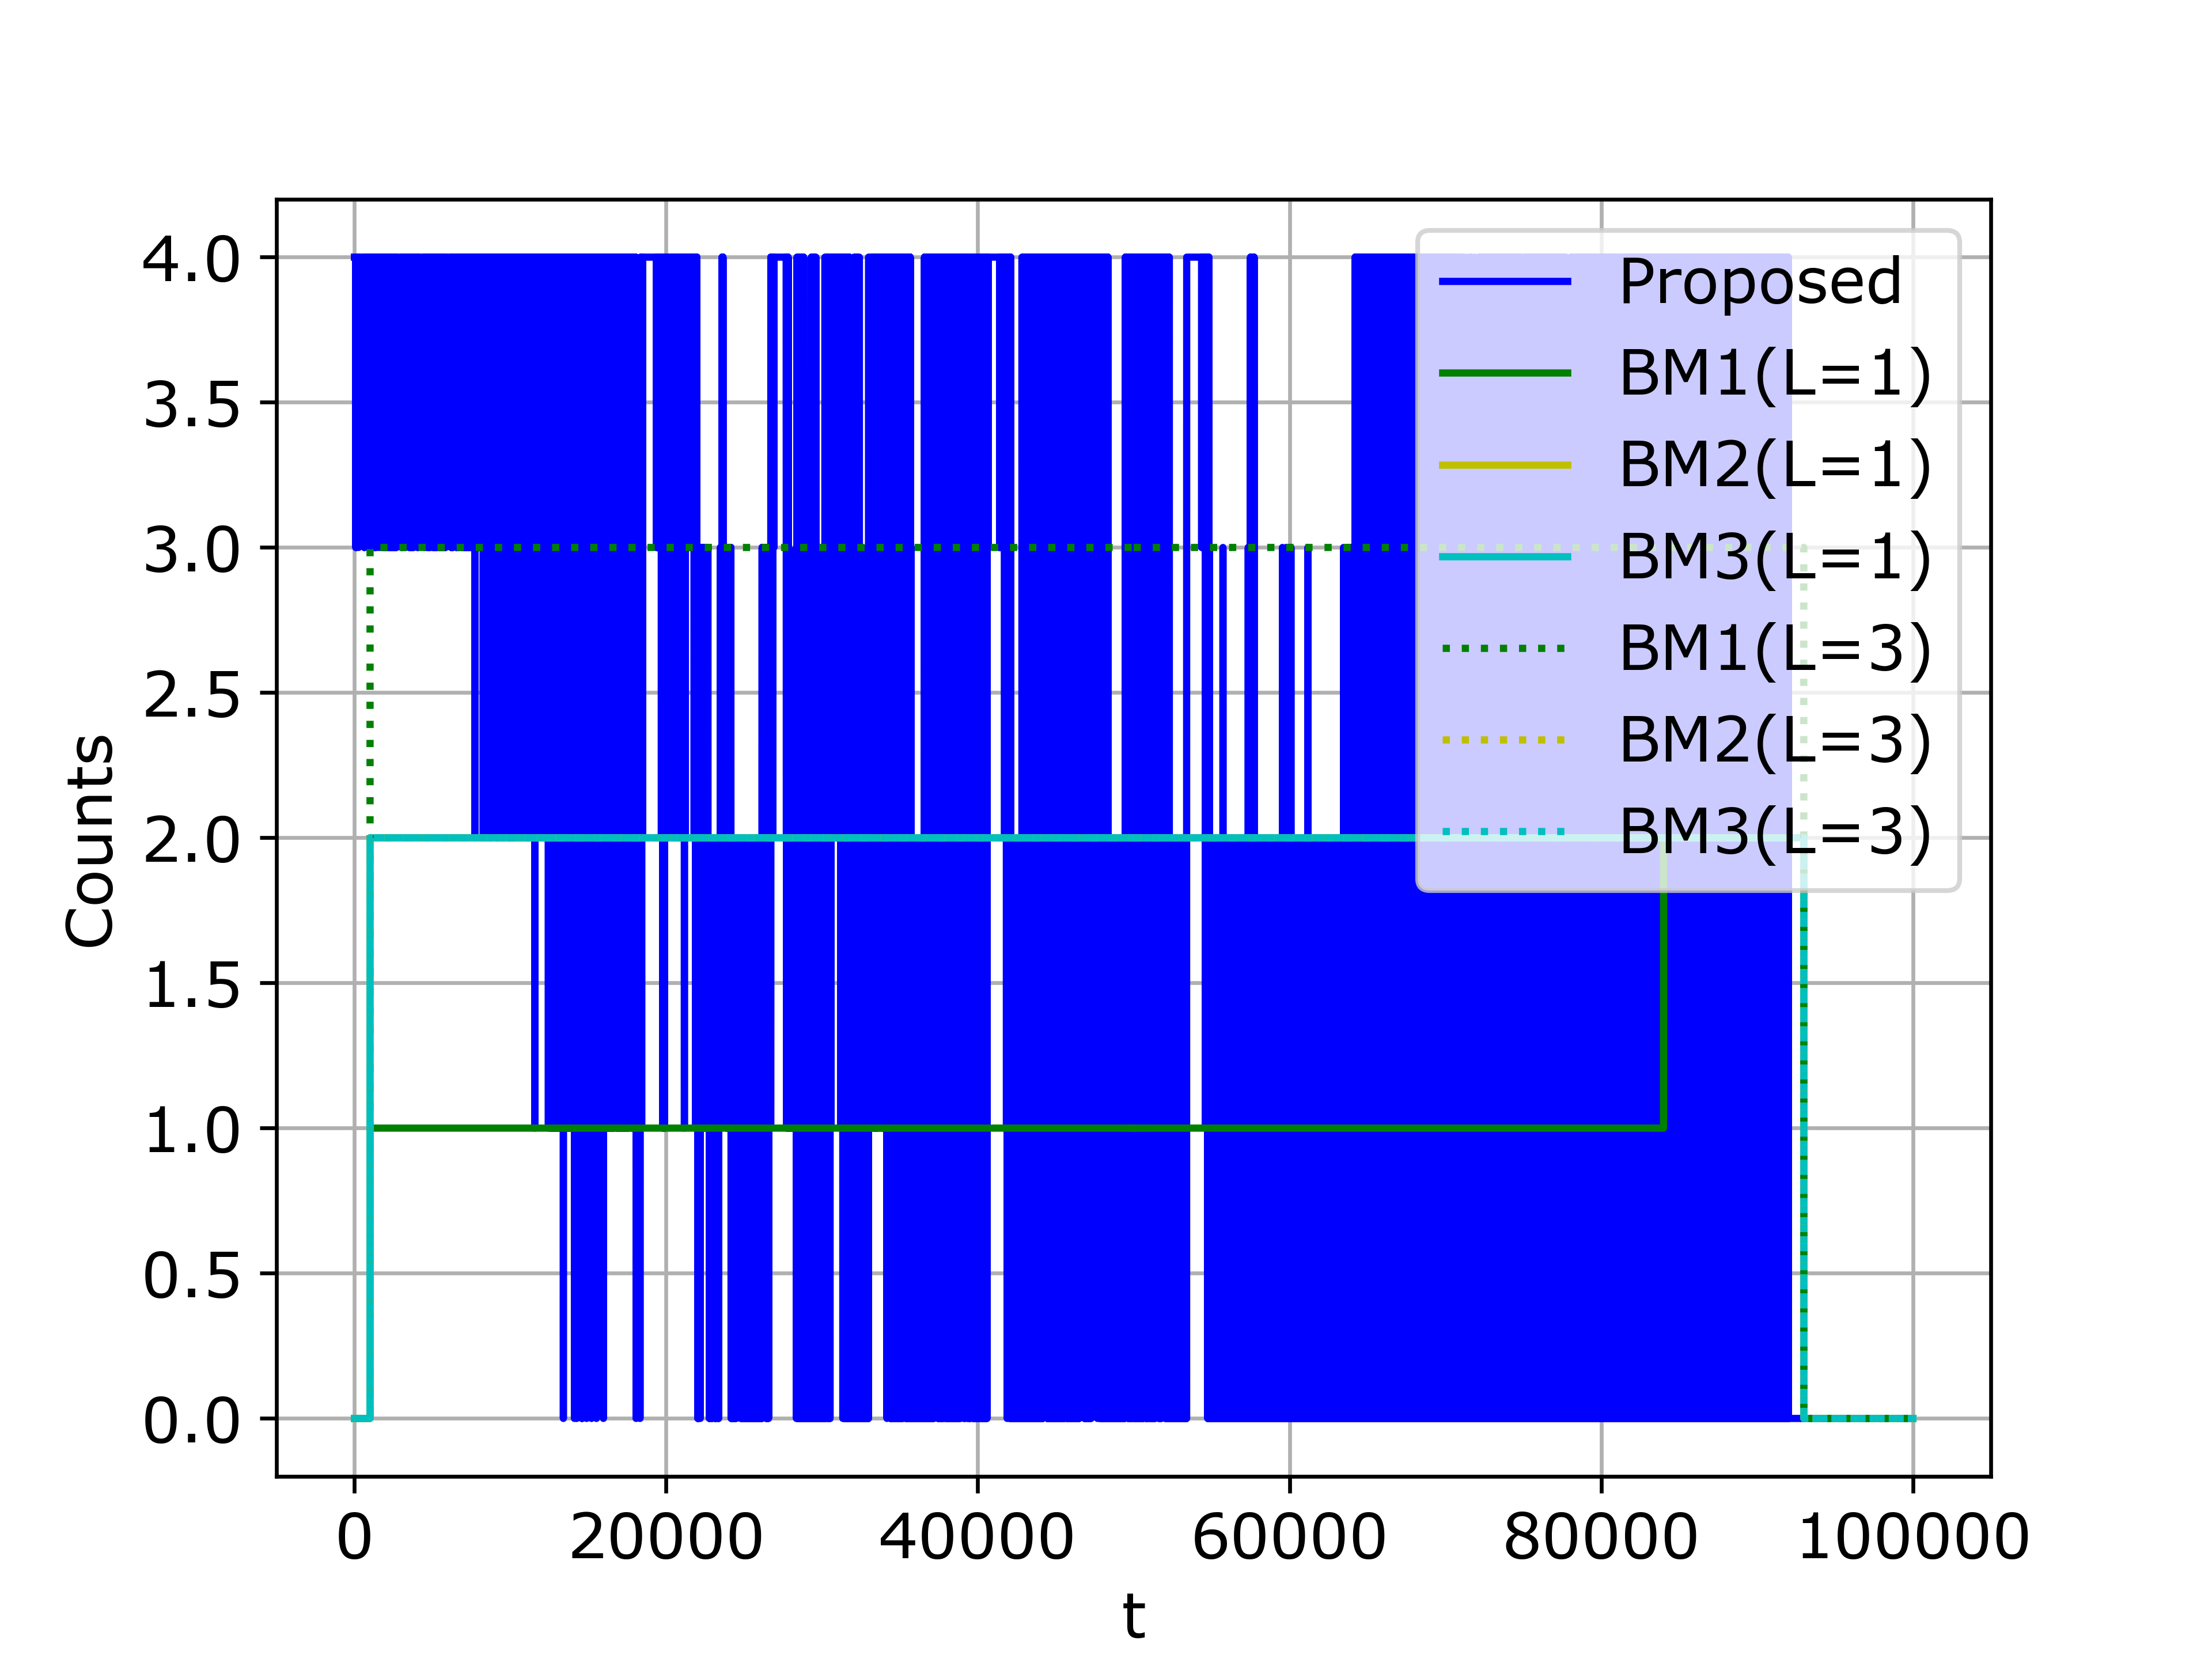 4.0
3.5
3.0
2.5
2.0
1.5
1.0
0.5
0.0
Counts
0 20000 40000 60000 80000 100000
t
Proposed
BM1(L=1)
BM2(L=1)
BM3(L=1)
BM1(L=3)
BM2(L=3)
BM3(L=3)